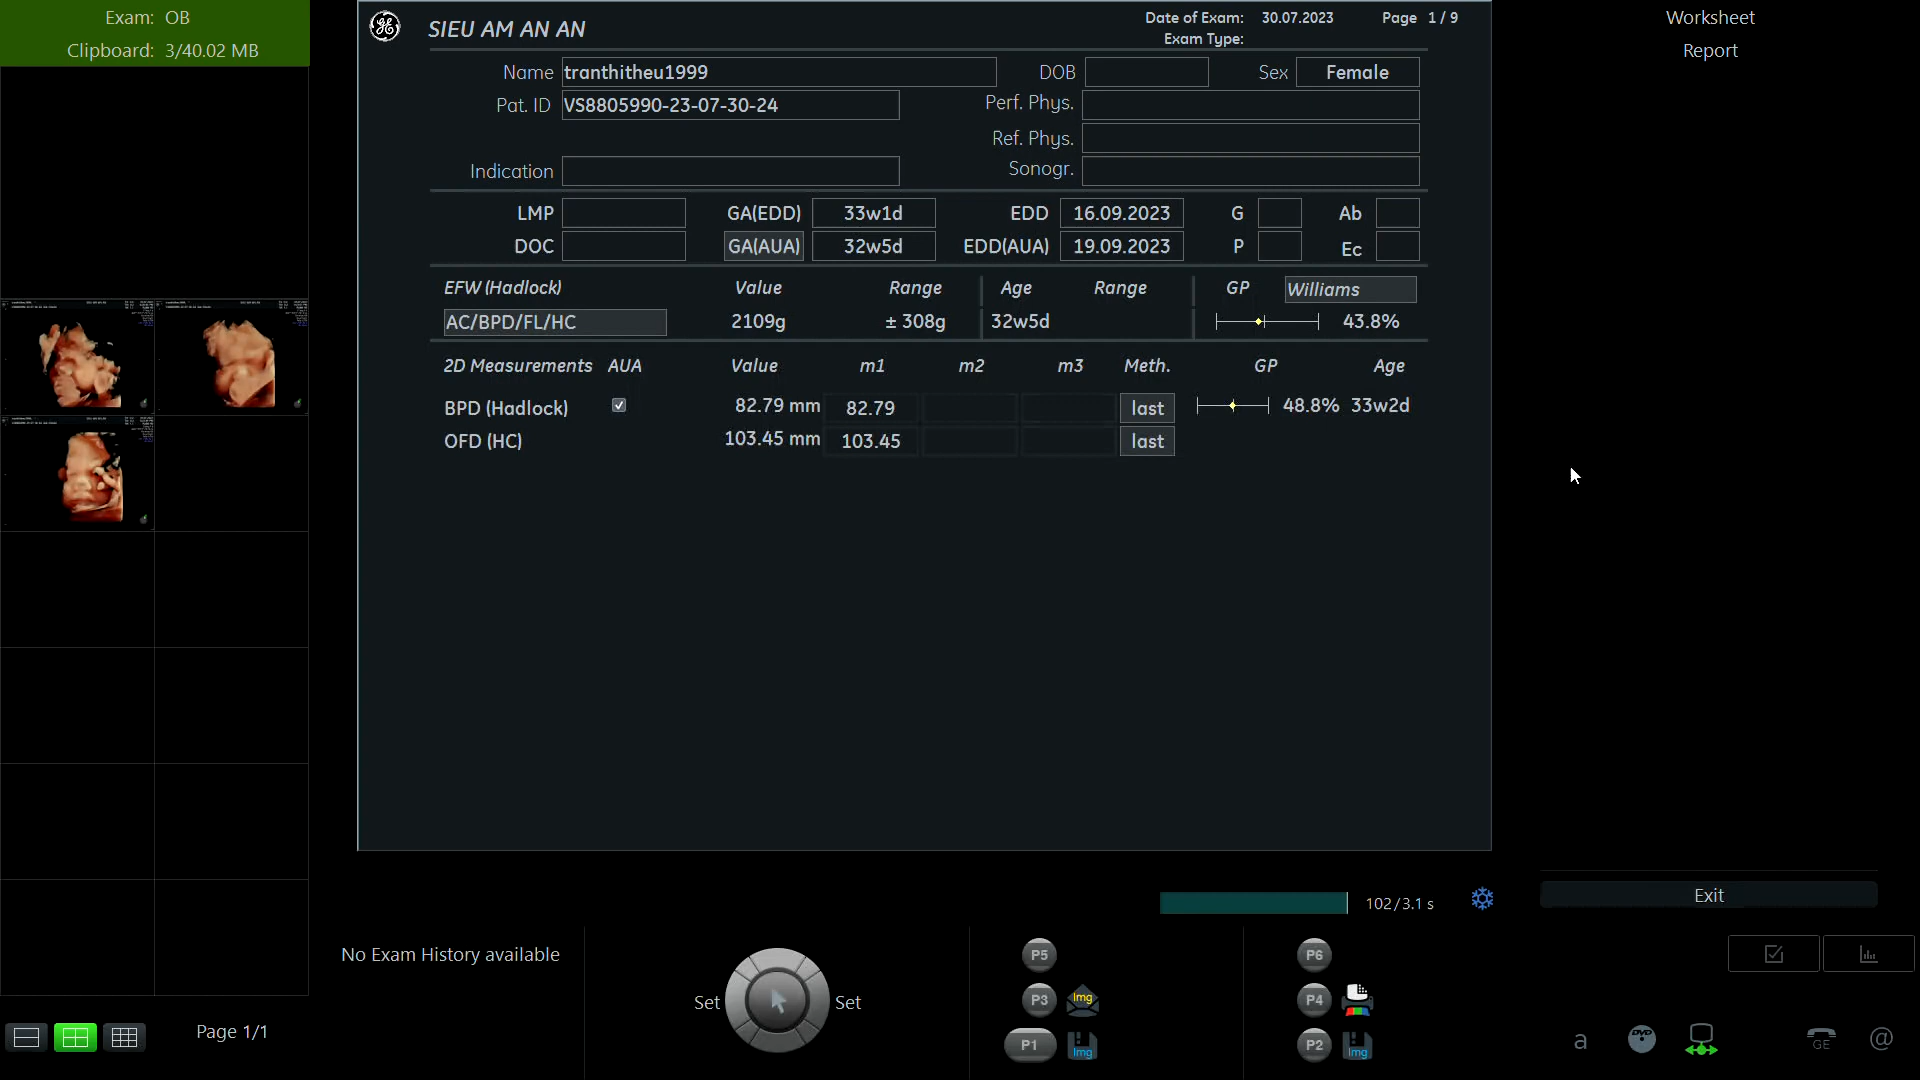 Exam: OB
Clipboard: 3/40.02 MB
SIEU AM AN AN
Date of Exam: 30.07.2023 Page 1 / 9
Exam Type:
Name tranthitheu1999 DOB Sex Female
Pat. ID VS8805990-23-07-30-24 Perf. Phys.
Ref. Phys.
Indication Sonogr.
LMP GA(EDD) 33w1d EDD 16.09.2023 G Ab
DOC GA(AUA) 32w5d EDD(AUA) 19.09.2023 P Ec
EFW (Hadlock) Value Range Age Range GP Williams
AC/BPD/FL/HC 2109g ± 308g 32w5d 43.8%
2D Measurements AUA Value m1 m2 m3 Meth. GP Age
BPD (Hadlock) 82.79 mm 82.79 last 48.8% 33w2d
OFD (HC) 103.45 mm 103.45 last
Worksheet
Report
102/3.1 s
Exit
No Exam History available
Set Set
P5
P3 Img
P1 Img
P6
P4
P2 Img
Page 1/1
a DVD GE @